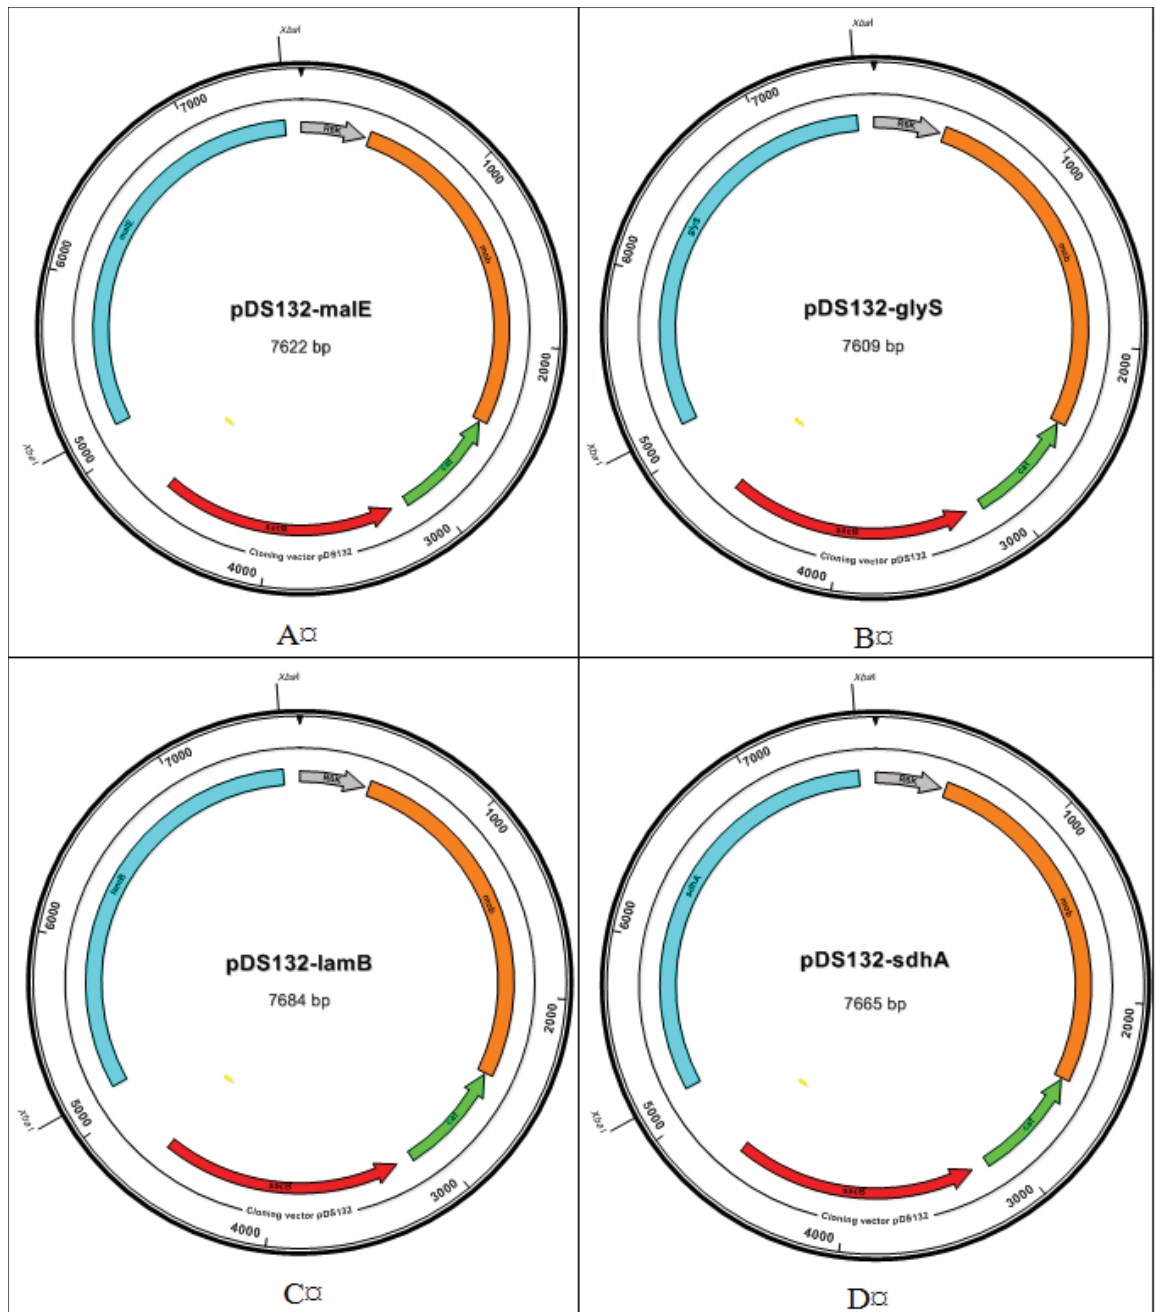 XbaI
7000
R6K
1000
malE
mob
6000
pDS132-malE
7622 bp
2000
5000
XbaI
cat
sacB
3000
Cloning vector pDS132
4000
A¤
XbaI
7000
R6K
1000
glyS
mob
6000
pDS132-glyS
7609 bp
2000
5000
XbaI
cat
sacB
3000
Cloning vector pDS132
4000
B¤
XbaI
7000
R6K
1000
lamB
mob
6000
pDS132-lamB
7684 bp
2000
5000
XbaI
cat
sacB
3000
Cloning vector pDS132
4000
C¤
XbaI
7000
R6K
1000
sdhA
mob
6000
pDS132-sdhA
7665 bp
2000
5000
XbaI
cat
sacB
3000
Cloning vector pDS132
4000
D¤